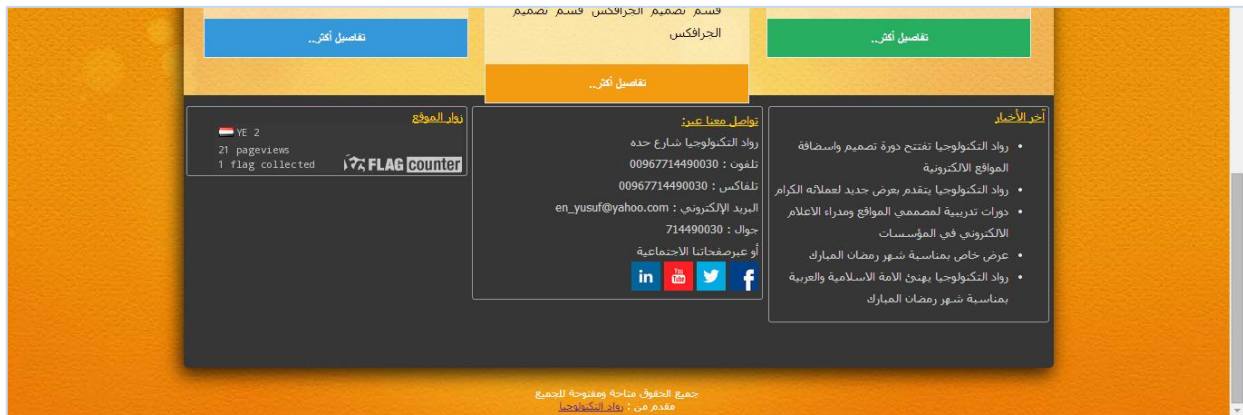 قسم تصميم الجرافكس قسم تصميم
الجرافكس
تفاصيل أكثر..
تفاصيل أكثر..
تفاصيل أكثر..
آخر الأخبار
رواد التكنولوجيا تفتتح دورة تصميم واسضافة
المواقع الالكترونية
رواد التكنولوجيا يتقدم بعرض جديد لعملائه الكرام
دورات تدريبية لمصممي المواقع ومدراء الاعلام
الالكتروني في المؤسسات
عرض خاص بمناسبة شهر رمضان المبارك
رواد التكنولوجيا يهنئ الامة الاسلامية والعربية
بمناسبة شهر رمضان المبارك
تواصل معنا عبر:
رواد التكنولوجيا شارع حده
تلفون : 00967714490030
تلفاكس : 00967714490030
البريد الإلكتروني : en_yusuf@yahoo.com
جوال : 714490030
أو عبرصفحاتنا الاجتماعية
in You Tube f
زوار الموقع
YE 2
21 pageviews
1 flag collected
FLAG counter
جميع الحقوق متاحة ومفتوحة للجميع
مقدم من : رواد التكنولوجيا